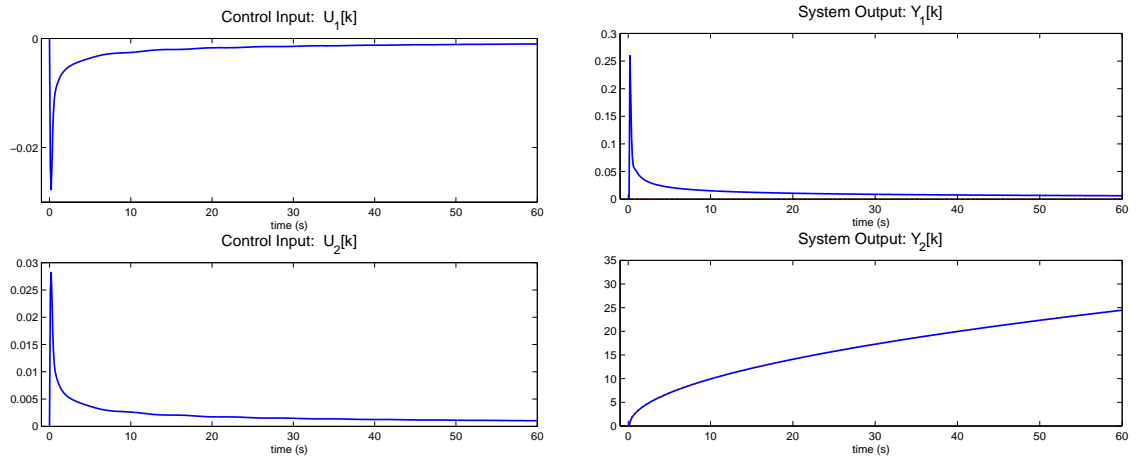 Control Input: U_1[k]
0
−0.02
0 10 20 30 40 50 60
time (s)
System Output: Y_1[k]
0.3
0.25
0.2
0.15
0.1
0.05
0
0 10 20 30 40 50 60
time (s)
Control Input: U_2[k]
0.03
0.025
0.02
0.015
0.01
0.005
0
0 10 20 30 40 50 60
time (s)
System Output: Y_2[k]
35
30
25
20
15
10
5
0
0 10 20 30 40 50 60
time (s)